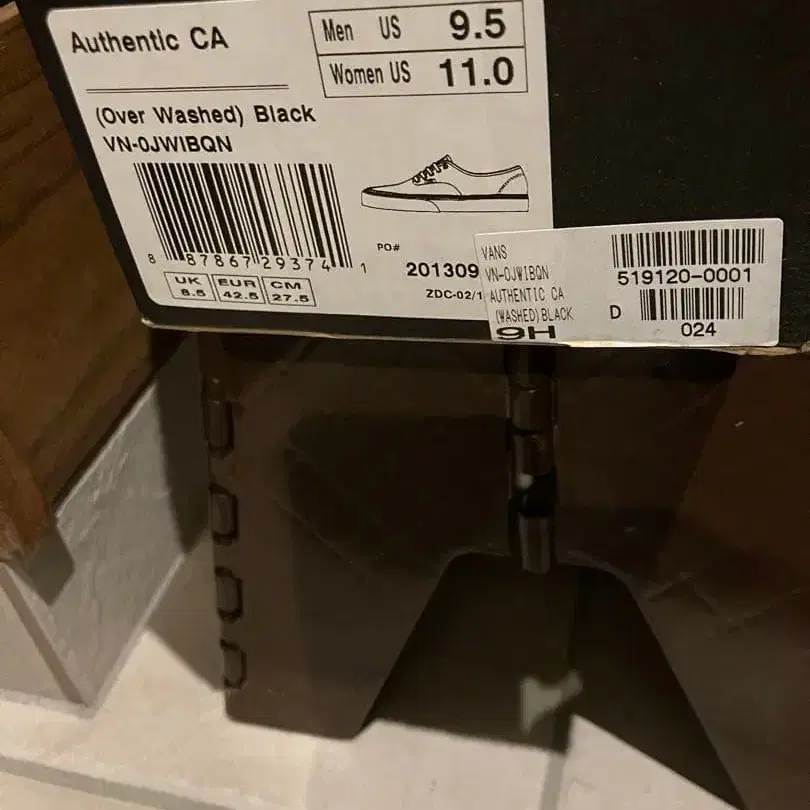 Authentic CA
Men US 9.5
Women US 11.0
(Over Washed) Black
VN-0JWIBQN
8 87867 29374 1
UK 8.5
EUR 42.5
CM 27.5
PO#
201309
ZDC-02/1
VANS
VN-0JWIBQN
AUTHENTIC CA
(WASHED)BLACK
9H
519120-0001
D
024